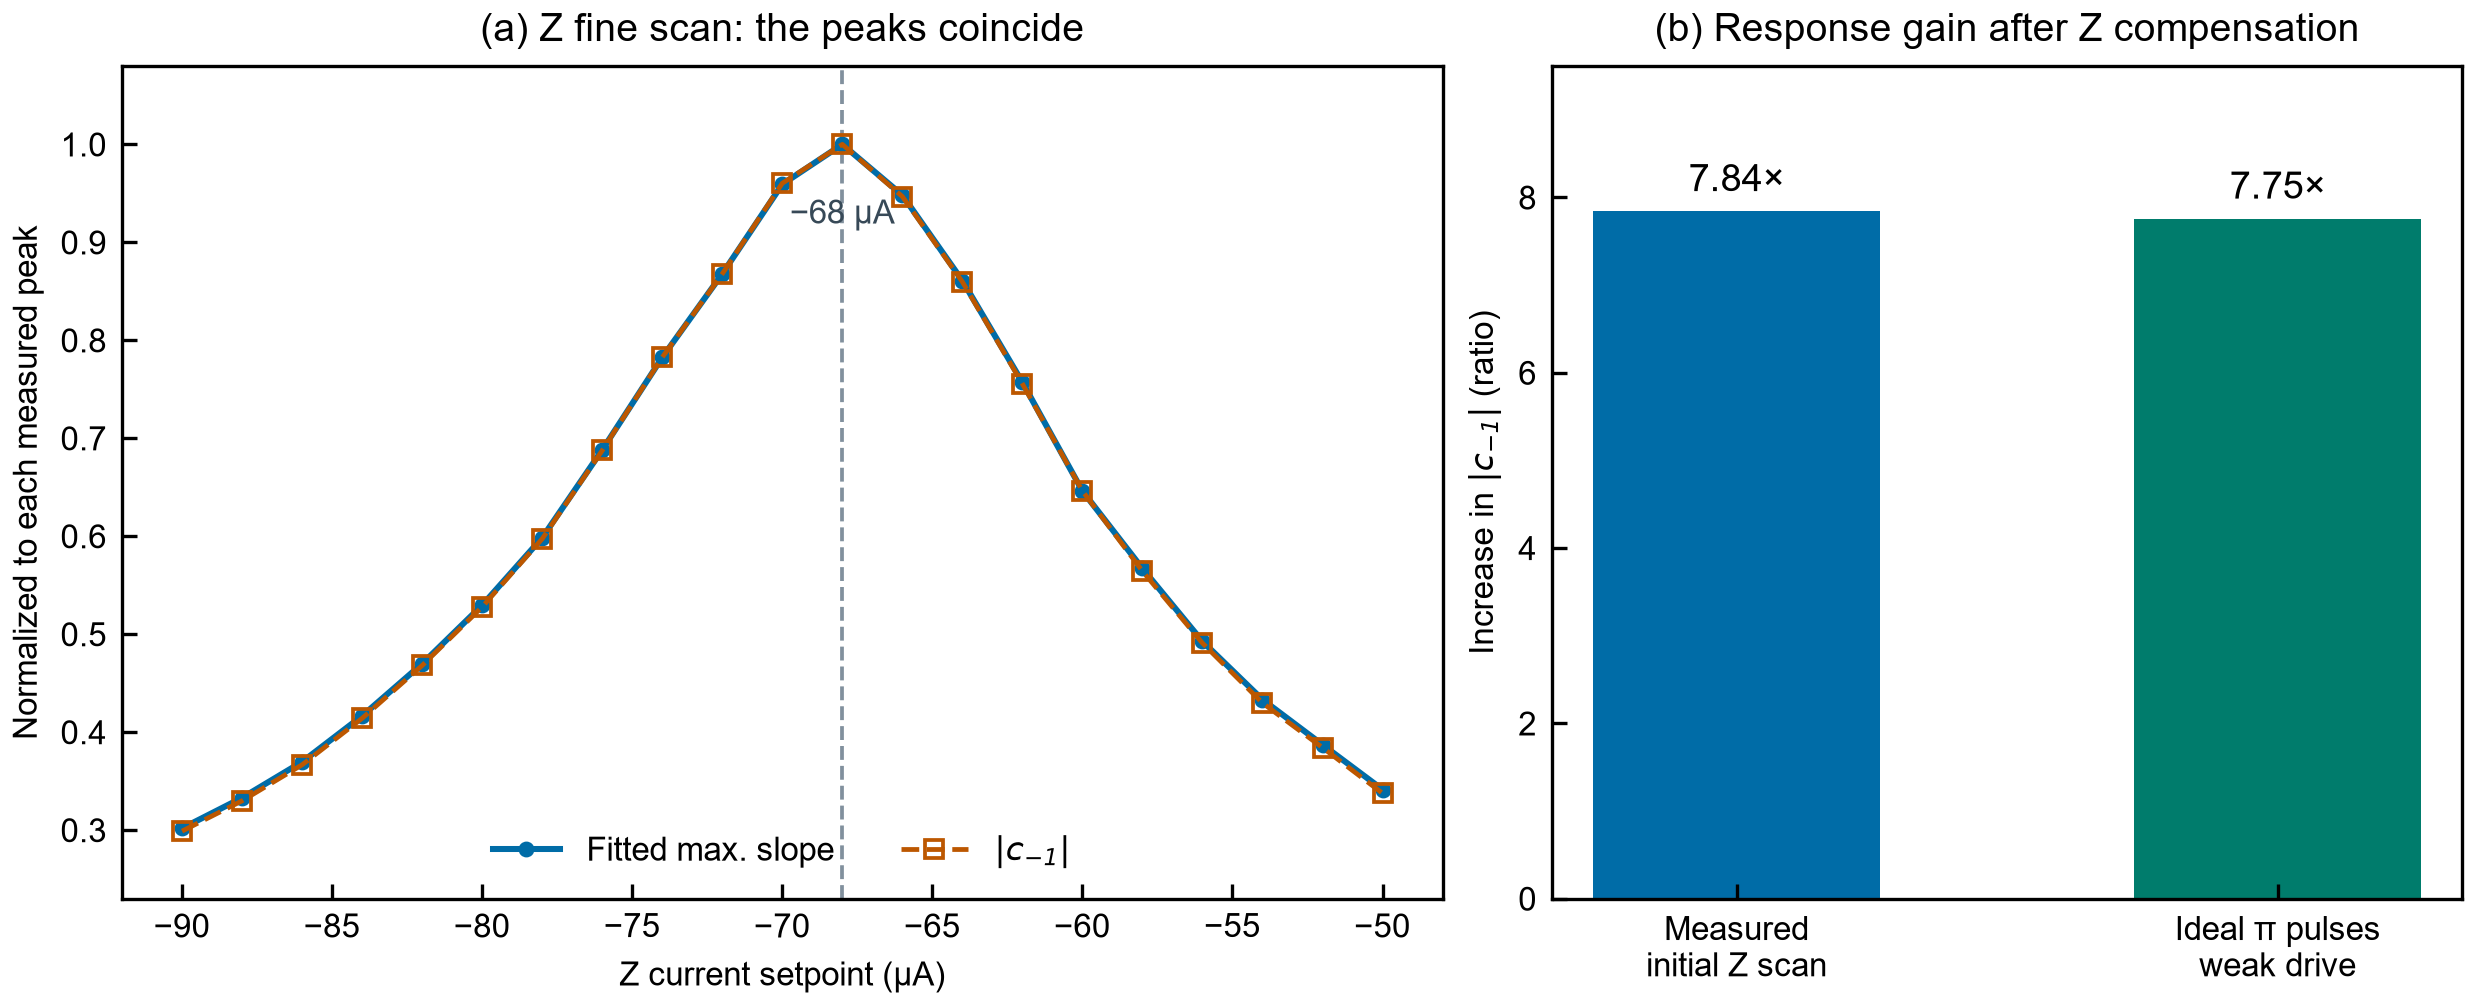 (a) Z fine scan: the peaks coincide
Normalized to each measured peak
1.0
0.9
0.8
0.7
0.6
0.5
0.4
0.3
−68 µA
Fitted max. slope
|c₋₁|
−90
−85
−80
−75
−70
−65
−60
−55
−50
Z current setpoint (µA)
(b) Response gain after Z compensation
Increase in |c₋₁| (ratio)
8
6
4
2
0
7.84×
7.75×
Measured
initial Z scan
Ideal π pulses
weak drive